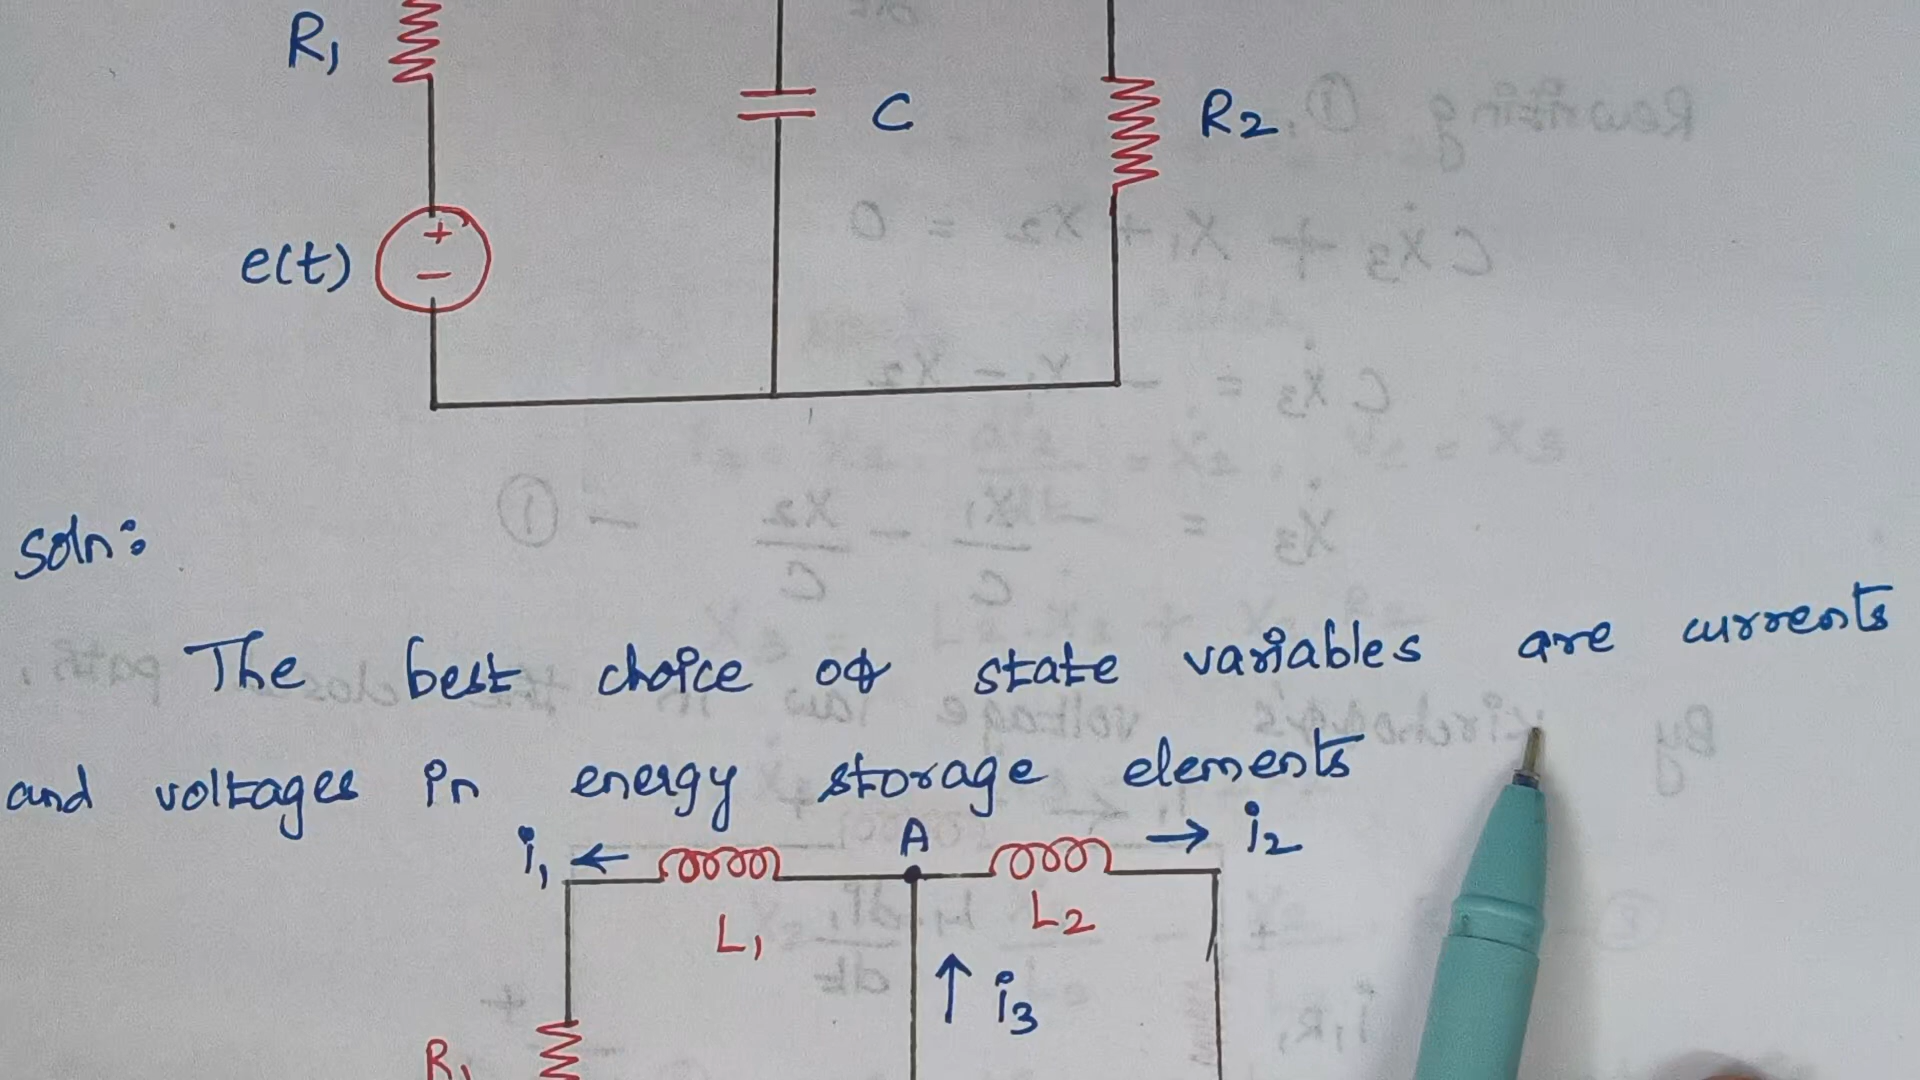 R1
C
R2
+
-
e(t)
Soln:
The best choice of state variables are currents
and voltages in energy storage elements
i1 ← A → i2
L1 L2
↑ i3
R1